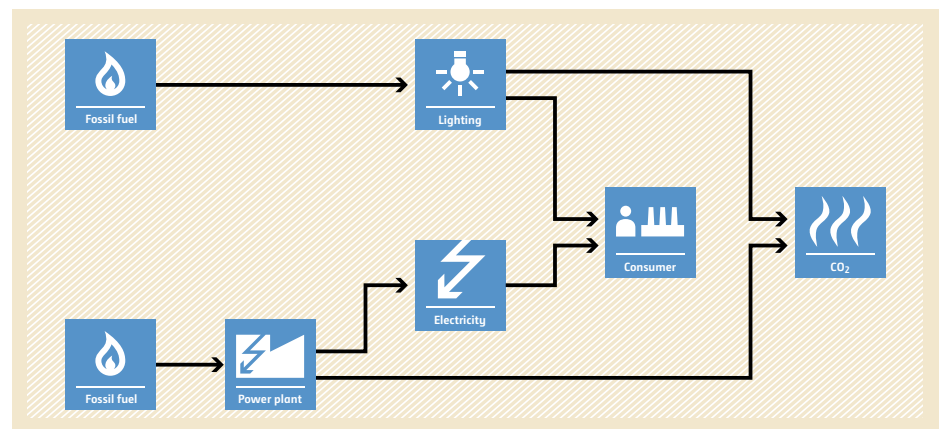 Fossil fuel
Lighting
Consumer
CO₂
Electricity
Fossil fuel
Power plant